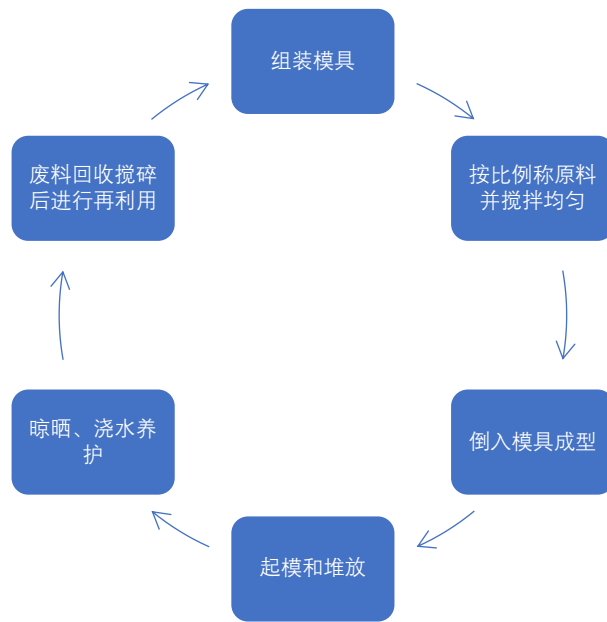 组装模具
按比例称原料
并搅拌均匀
倒入模具成型
起模和堆放
晾晒、浇水养
护
废料回收搅碎
后进行再利用